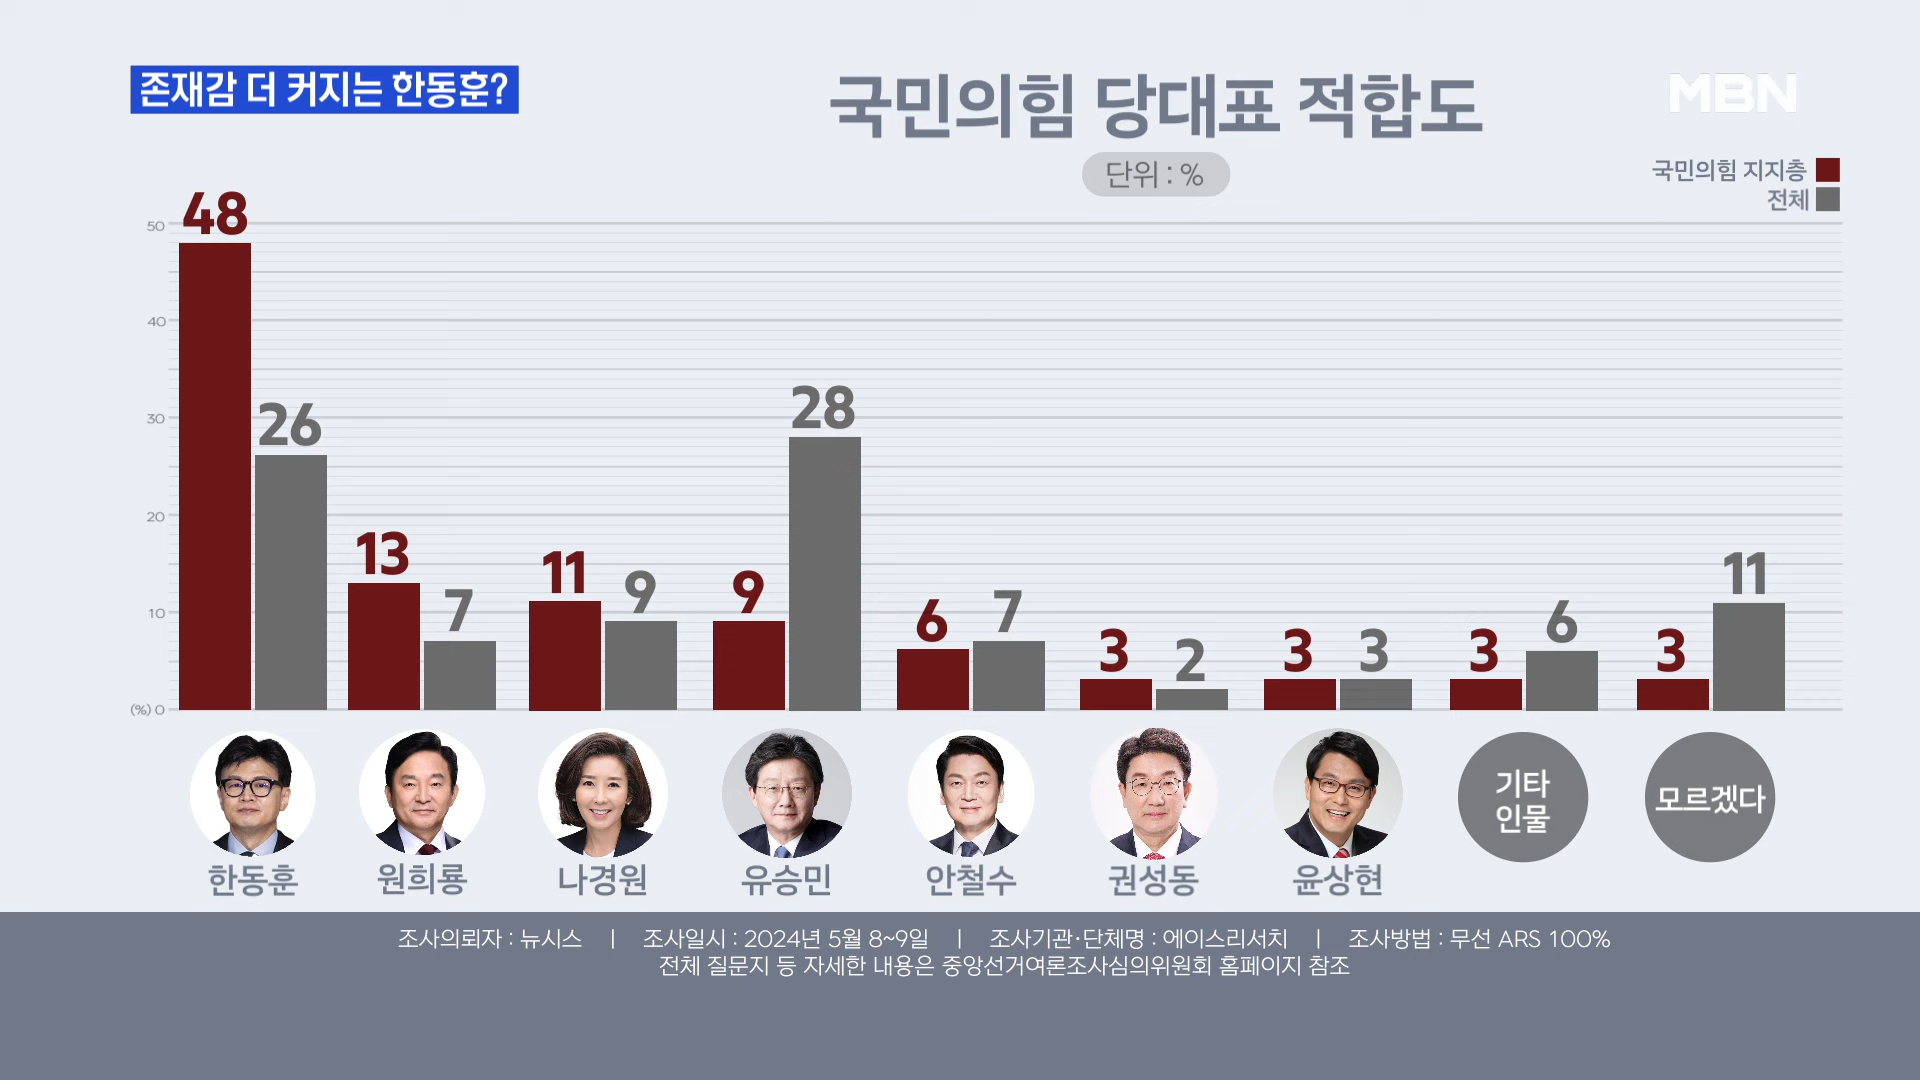 존재감 더 커지는 한동훈?
국민의힘 당대표 적합도
MBN
단위 : %
국민의힘 지지층
전체
50
40
30
20
10
(%) 0
48
26
13
7
11
9
9
28
6
7
3
2
3
3
3
6
3
11
한동훈
원희룡
나경원
유승민
안철수
권성동
윤상현
기타
인물
모르겠다
조사의뢰자 : 뉴시스 | 조사일시 : 2024년 5월 8~9일 | 조사기관·단체명 : 에이스리서치 | 조사방법 : 무선 ARS 100%
전체 질문지 등 자세한 내용은 중앙선거여론조사심의위원회 홈페이지 참조